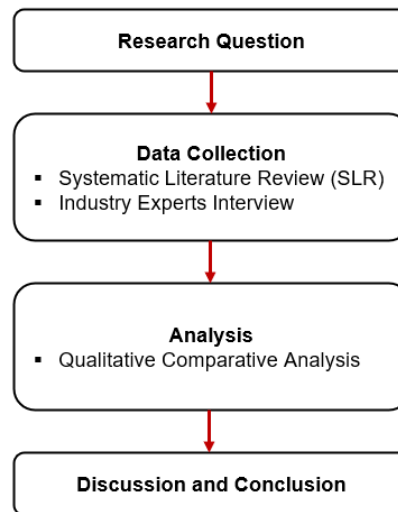 Research Question
Data Collection
▪ Systematic Literature Review (SLR)
▪ Industry Experts Interview
Analysis
▪ Qualitative Comparative Analysis
Discussion and Conclusion